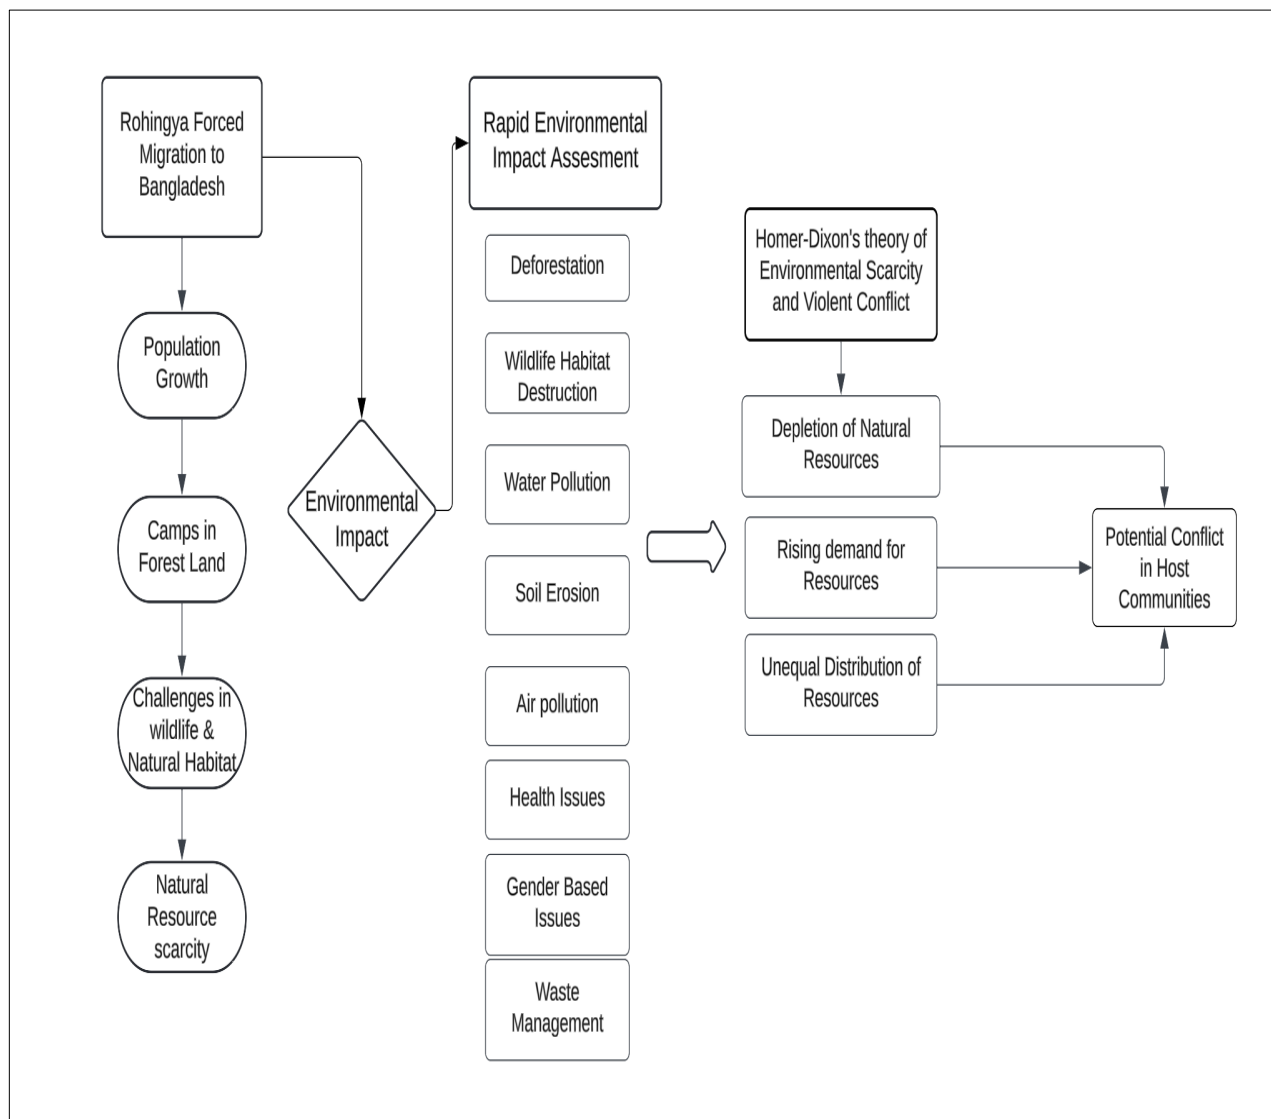 Rohingya Forced
Migration to
Bangladesh
Population
Growth
Camps in
Forest Land
Challenges in
wildlife &
Natural Habitat
Natural
Resource
scarcity
Environmental
Impact
Rapid Environmental
Impact Assesment
Deforestation
Wildlife Habitat
Destruction
Water Pollution
Soil Erosion
Air pollution
Health Issues
Gender Based
Issues
Waste
Management
Homer-Dixon's theory of
Environmental Scarcity
and Violent Conflict
Depletion of Natural
Resources
Rising demand for
Resources
Unequal Distribution of
Resources
Potential Conflict
in Host
Communities